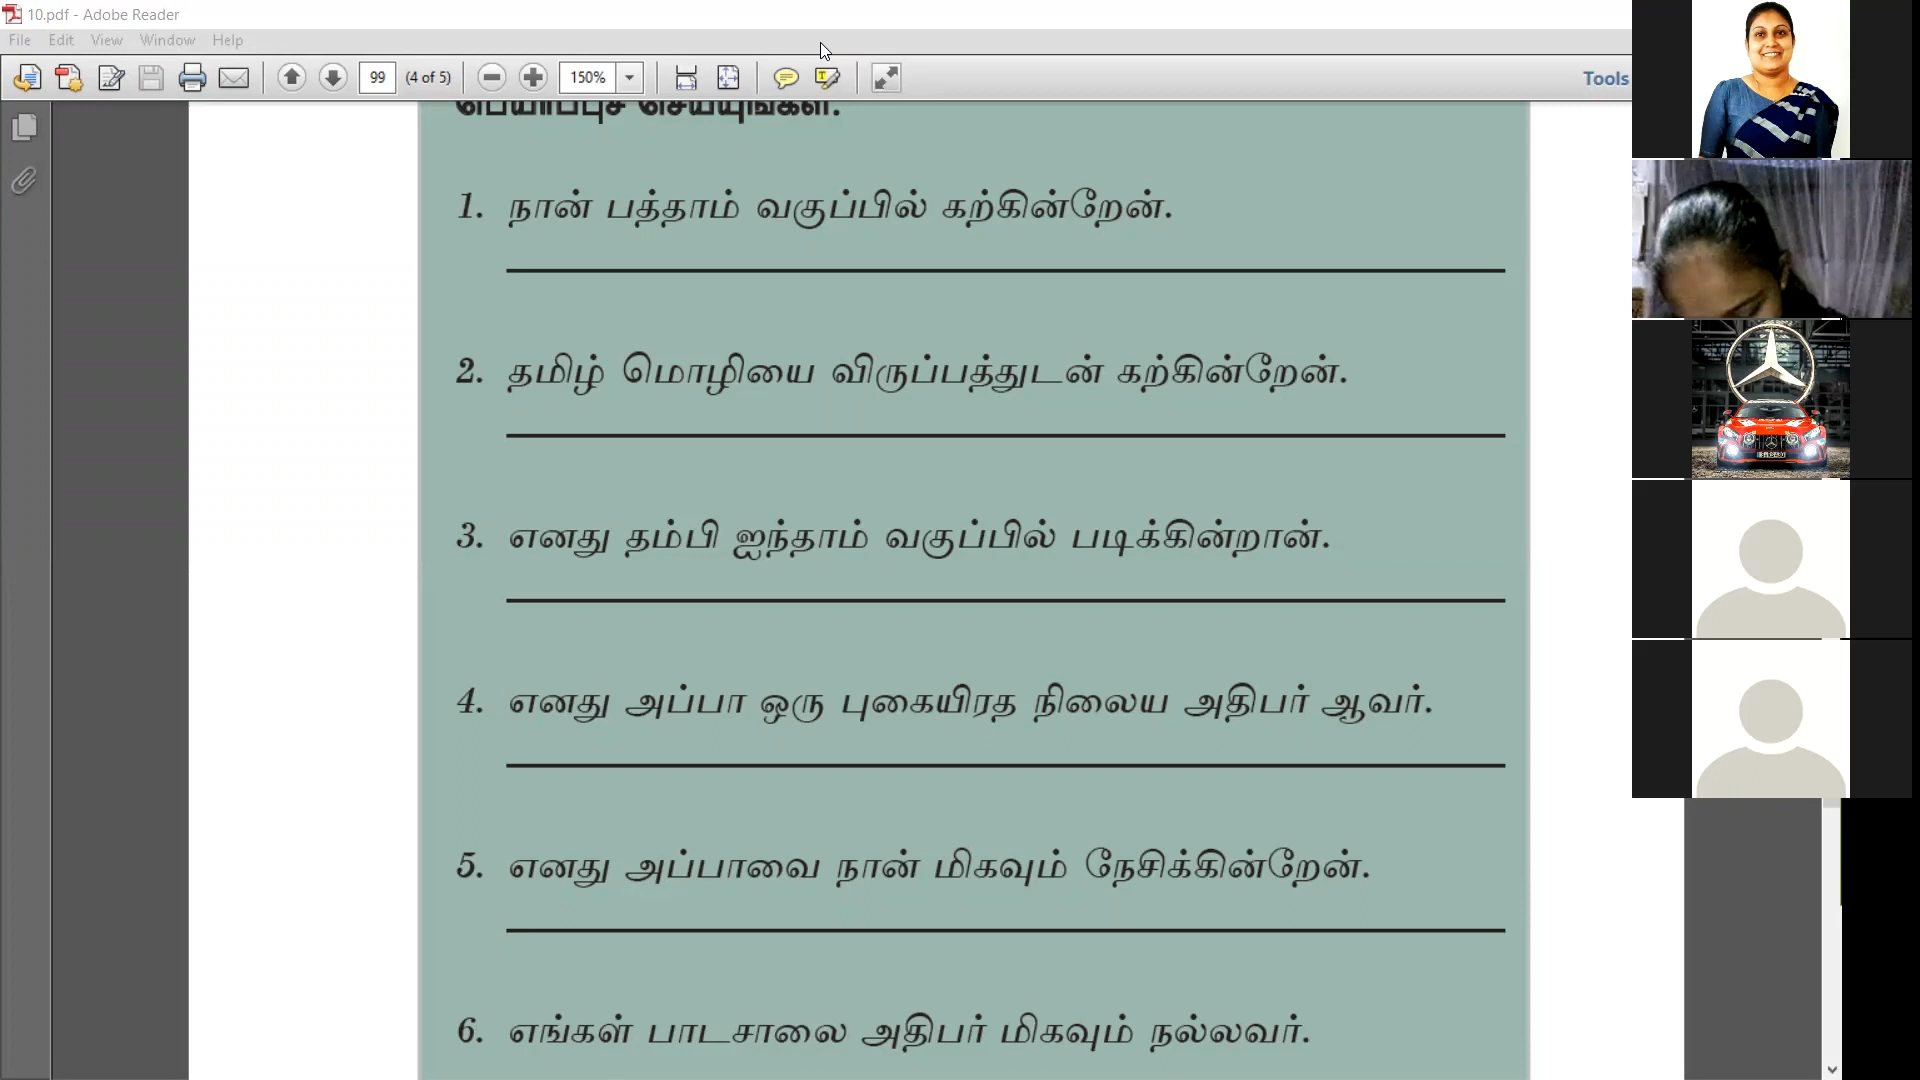 10.pdf - Adobe Reader
File Edit View Window Help
99 (4 of 5) 150% Tools
பெயர்ப்புச் செய்யுங்கள்.
1. நான் பத்தாம் வகுப்பில் கற்கின்றேன்.
2. தமிழ் மொழியை விருப்பத்துடன் கற்கின்றேன்.
3. எனது தம்பி ஐந்தாம் வகுப்பில் படிக்கின்றான்.
4. எனது அப்பா ஒரு புகையிரத நிலைய அதிபர் ஆவர்.
5. எனது அப்பாவை நான் மிகவும் நேசிக்கின்றேன்.
6. எங்கள் பாடசாலை அதிபர் மிகவும் நல்லவர்.